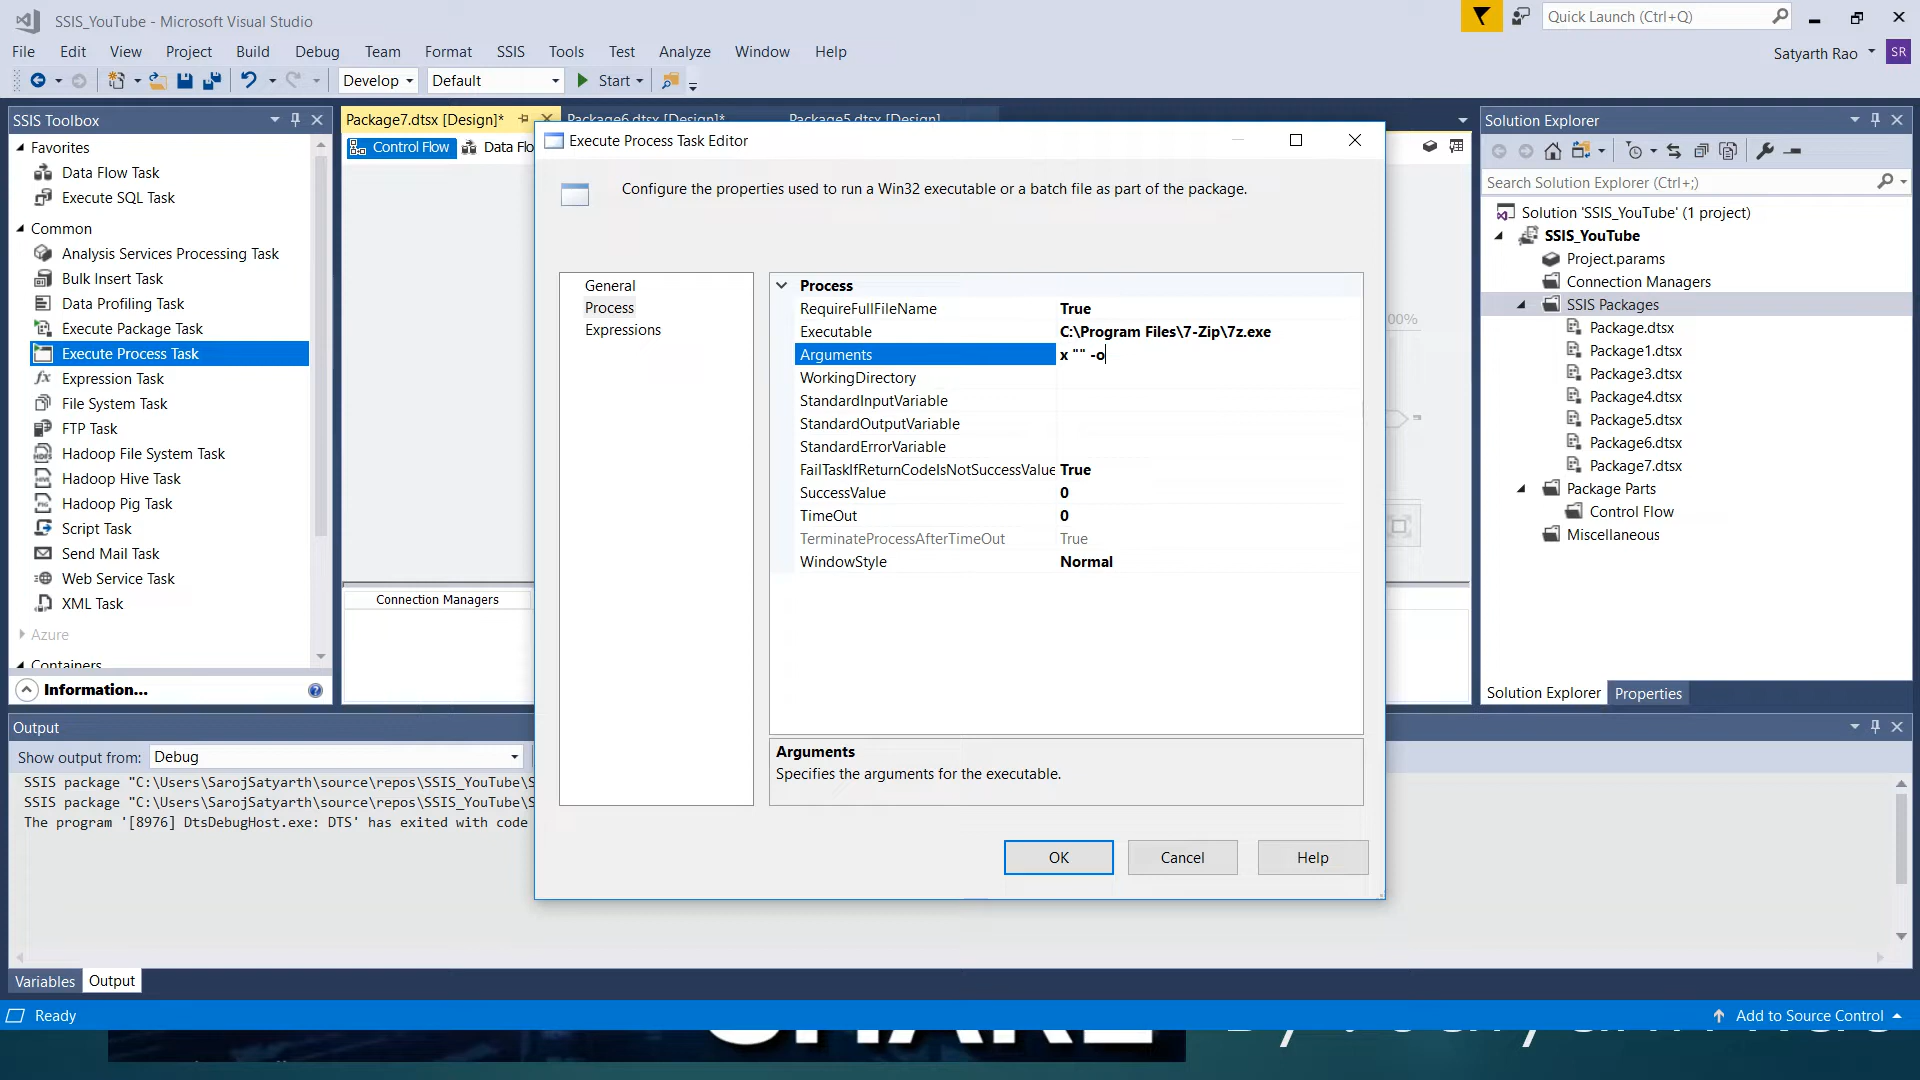 SSIS_YouTube - Microsoft Visual Studio
Quick Launch (Ctrl+Q)
File Edit View Project Build Debug Team Format SSIS Tools Test Analyze Window Help
Satyarth Rao SR
Develop Default Start
SSIS Toolbox
Favorites
Data Flow Task
Execute SQL Task
Common
Analysis Services Processing Task
Bulk Insert Task
Data Profiling Task
Execute Package Task
Execute Process Task
Expression Task
File System Task
FTP Task
Hadoop File System Task
Hadoop Hive Task
Hadoop Pig Task
Script Task
Send Mail Task
Web Service Task
XML Task
Azure
Containers
Information...
Package7.dtsx [Design]* Package6.dtsx [Design]* Package5.dtsx [Design]
Control Flow Data Flo
00%
Connection Managers
Execute Process Task Editor
Configure the properties used to run a Win32 executable or a batch file as part of the package.
General
Process
Expressions
Process
RequireFullFileName True
Executable C:\Program Files\7-Zip\7z.exe
Arguments x "" -o
WorkingDirectory
StandardInputVariable
StandardOutputVariable
StandardErrorVariable
FailTaskIfReturnCodeIsNotSuccessValue True
SuccessValue 0
TimeOut 0
TerminateProcessAfterTimeOut True
WindowStyle Normal
Arguments
Specifies the arguments for the executable.
OK Cancel Help
Solution Explorer
Search Solution Explorer (Ctrl+;)
Solution 'SSIS_YouTube' (1 project)
SSIS_YouTube
Project.params
Connection Managers
SSIS Packages
Package.dtsx
Package1.dtsx
Package3.dtsx
Package4.dtsx
Package5.dtsx
Package6.dtsx
Package7.dtsx
Package Parts
Control Flow
Miscellaneous
Solution Explorer Properties
Output
Show output from: Debug
SSIS package "C:\Users\SarojSatyarth\source\repos\SSIS_YouTube\S
SSIS package "C:\Users\SarojSatyarth\source\repos\SSIS_YouTube\S
The program '[8976] DtsDebugHost.exe: DTS' has exited with code
Variables Output
Ready
Add to Source Control